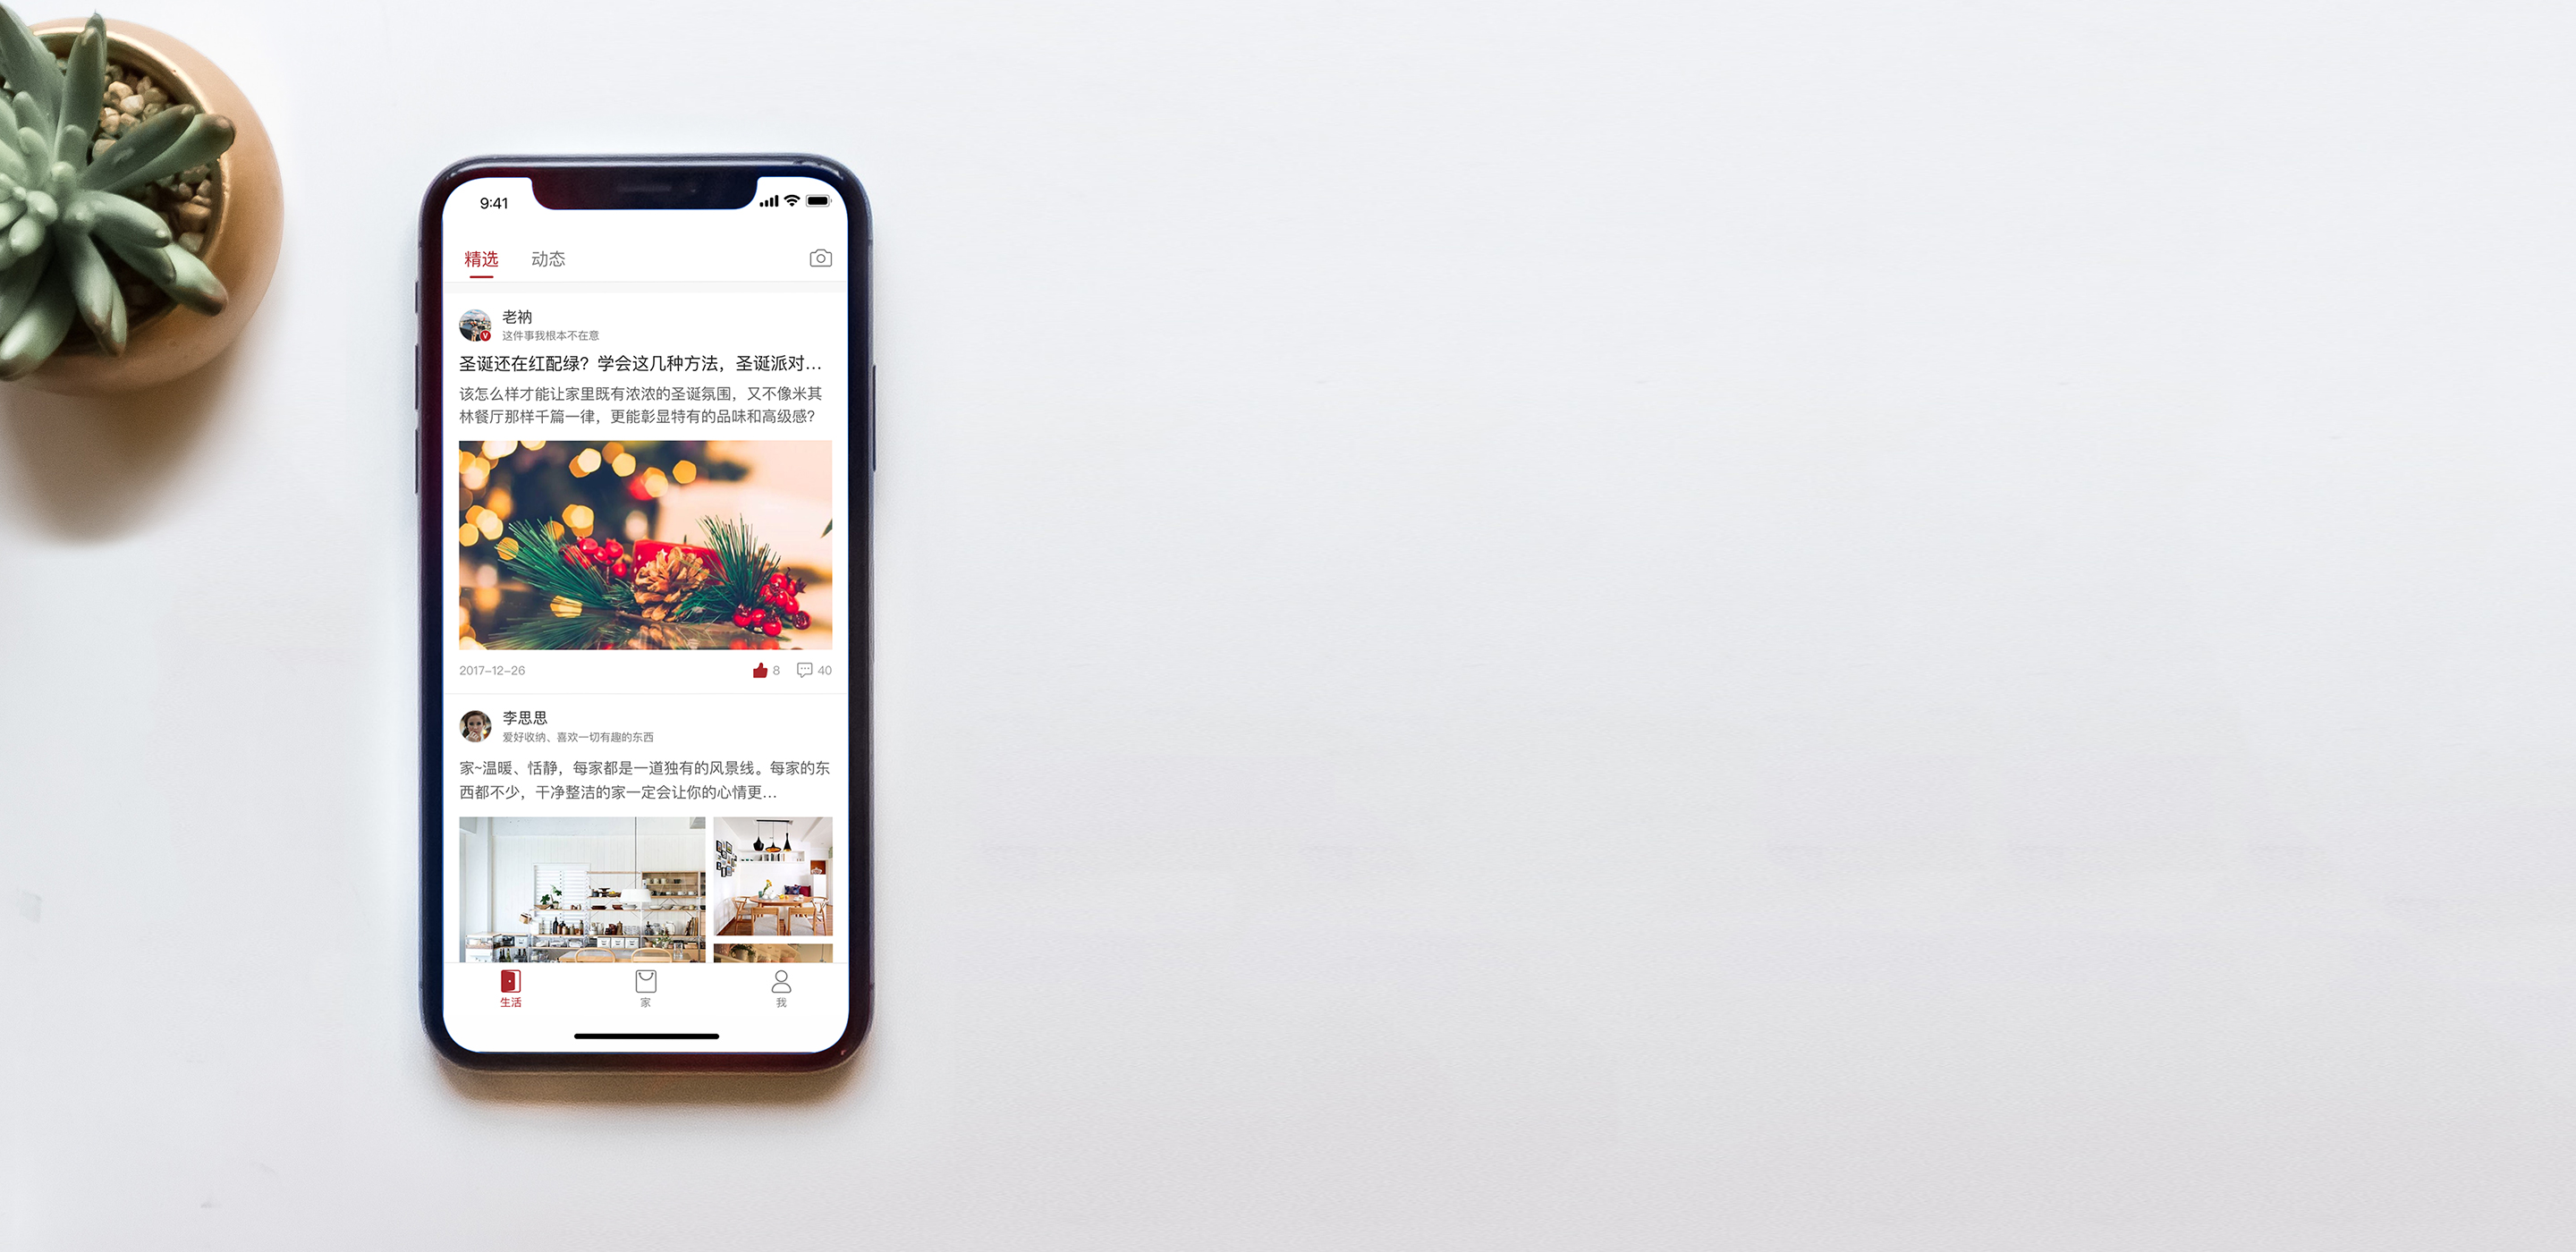 9:41
精选 动态
老衲
这件事我根本不在意
圣诞还在红配绿？学会这几种方法，圣诞派对...
该怎么样才能让家里既有浓浓的圣诞氛围，又不像米其
林餐厅那样千篇一律，更能彰显特有的品味和高级感？
2017-12-26 8 40
李思思
爱好收纳、喜欢一切有趣的东西
家~温暖、恬静，每家都是一道独有的风景线。每家的东
西都不少，干净整洁的家一定会让你的心情更...
生活 家 我